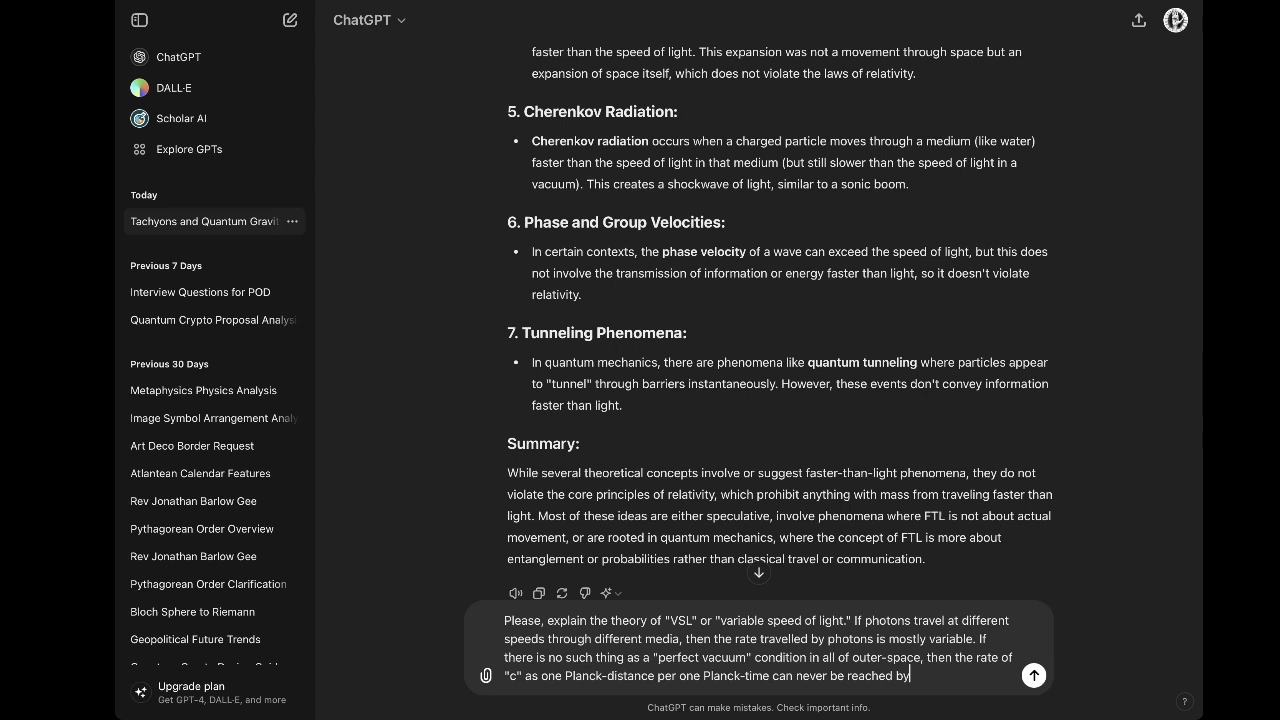 ChatGPT
DALL·E
Scholar AI
Explore GPTs
Today
Tachyons and Quantum Gravit
Previous 7 Days
Interview Questions for POD
Quantum Crypto Proposal Analysi
Previous 30 Days
Metaphysics Physics Analysis
Image Symbol Arrangement Analy
Art Deco Border Request
Atlantean Calendar Features
Rev Jonathan Barlow Gee
Pythagorean Order Overview
Rev Jonathan Barlow Gee
Pythagorean Order Clarification
Bloch Sphere to Riemann
Geopolitical Future Trends
Upgrade plan
Get GPT-4, DALL·E, and more
ChatGPT
faster than the speed of light. This expansion was not a movement through space but an
expansion of space itself, which does not violate the laws of relativity.
5. Cherenkov Radiation:
• Cherenkov radiation occurs when a charged particle moves through a medium (like water)
faster than the speed of light in that medium (but still slower than the speed of light in a
vacuum). This creates a shockwave of light, similar to a sonic boom.
6. Phase and Group Velocities:
• In certain contexts, the phase velocity of a wave can exceed the speed of light, but this does
not involve the transmission of information or energy faster than light, so it doesn't violate
relativity.
7. Tunneling Phenomena:
• In quantum mechanics, there are phenomena like quantum tunneling where particles appear
to "tunnel" through barriers instantaneously. However, these events don't convey information
faster than light.
Summary:
While several theoretical concepts involve or suggest faster-than-light phenomena, they do not
violate the core principles of relativity, which prohibit anything with mass from traveling faster than
light. Most of these ideas are either speculative, involve phenomena where FTL is not about actual
movement, or are rooted in quantum mechanics, where the concept of FTL is more about
entanglement or probabilities rather than classical travel or communication.
Please, explain the theory of "VSL" or "variable speed of light." If photons travel at different
speeds through different media, then the rate travelled by photons is mostly variable. If
there is no such thing as a "perfect vacuum" condition in all of outer-space, then the rate of
"c" as one Planck-distance per one Planck-time can never be reached by
ChatGPT can make mistakes. Check important info.
?